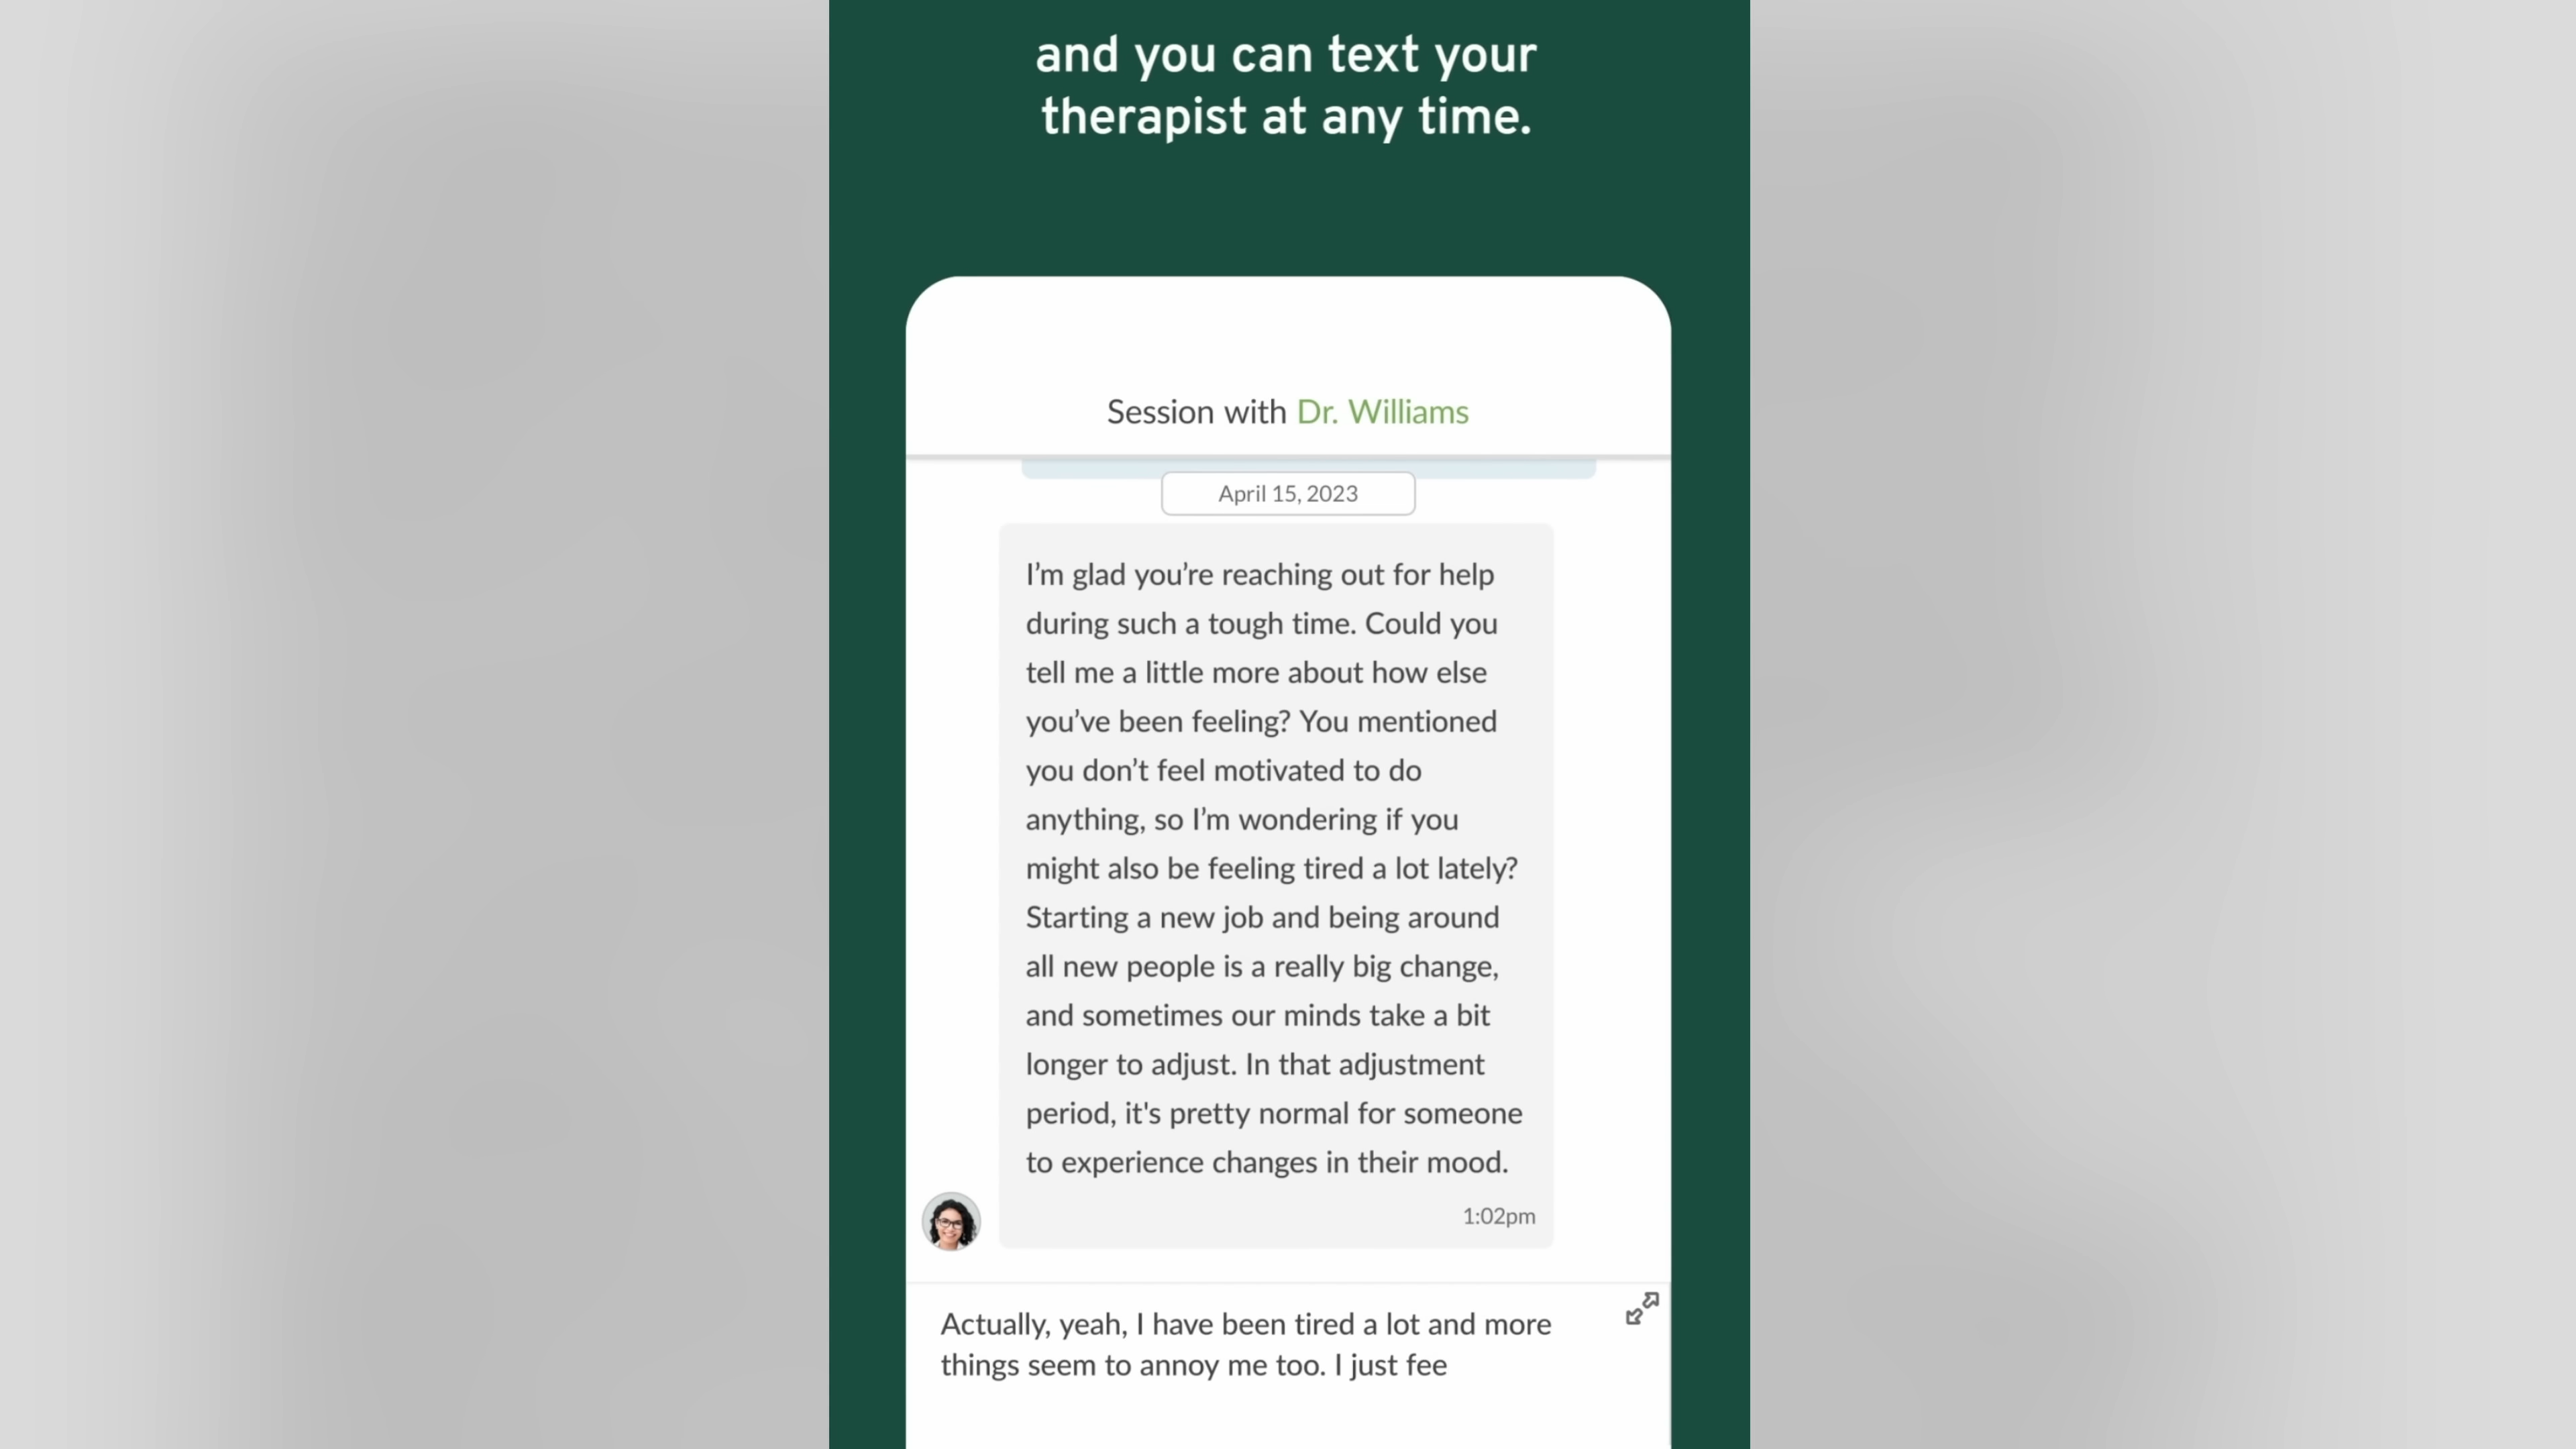 and you can text your
therapist at any time.
Session with Dr. Williams
April 15, 2023
I’m glad you’re reaching out for help
during such a tough time. Could you
tell me a little more about how else
you’ve been feeling? You mentioned
you don’t feel motivated to do
anything, so I’m wondering if you
might also be feeling tired a lot lately?
Starting a new job and being around
all new people is a really big change,
and sometimes our minds take a bit
longer to adjust. In that adjustment
period, it's pretty normal for someone
to experience changes in their mood.
1:02pm
Actually, yeah, I have been tired a lot and more
things seem to annoy me too. I just fee